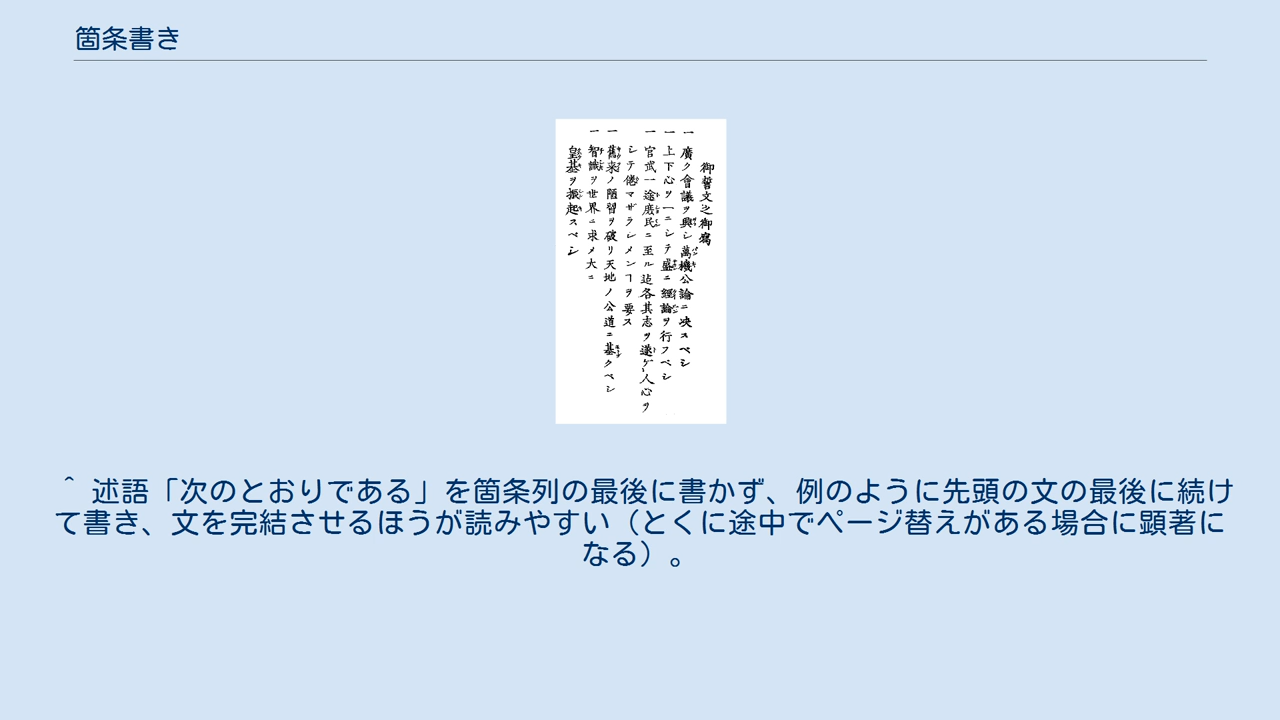 箇条書き
御誓文之御寫
一 廣ク會議ヲ興シ萬機公論ニ決スベシ
一 上下心ヲ一ニシテ盛ニ經綸ヲ行フベシ
一 官武一途庶民ニ至ル迄各其志ヲ遂ゲ人心ヲ
シテ倦マザラシメンヿヲ要ス
一 舊来ノ陋習ヲ破リ天地ノ公道ニ基クベシ
一 智識ヲ世界ニ求メ大ニ
皇基ヲ振起スベシ
^ 述語「次のとおりである」を箇条列の最後に書かず、例のように先頭の文の最後に続け
て書き、文を完結させるほうが読みやすい（とくに途中でページ替えがある場合に顕著に
なる）。